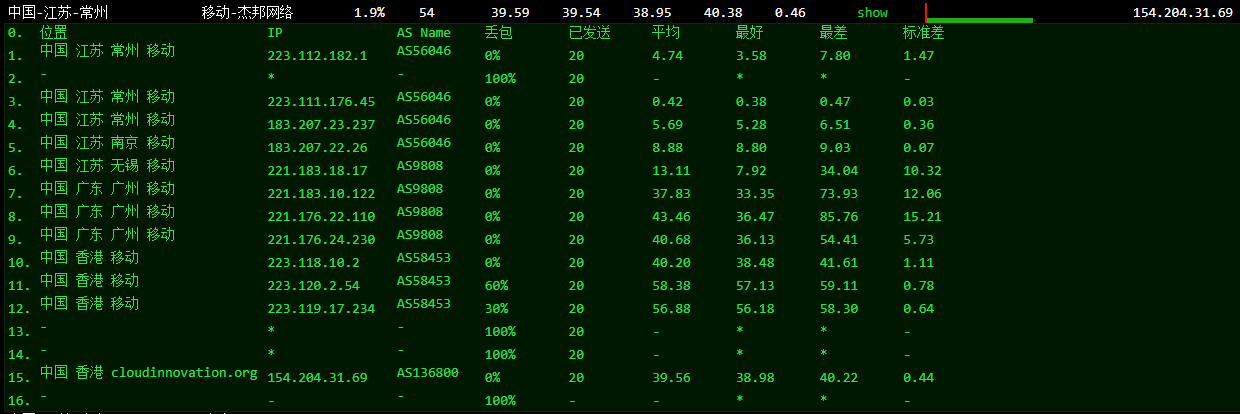 中国-江苏-常州 移动-杰邦网络 1.9% 54 39.59 39.54 38.95 40.38 0.46 show 154.204.31.69
0. 位置 IP AS Name 丢包 已发送 平均 最好 最差 标准差
1. 中国 江苏 常州 移动 223.112.182.1 AS56046 0% 20 4.74 3.58 7.80 1.47
2. - * - 100% 20 - * * -
3. 中国 江苏 常州 移动 223.111.176.45 AS56046 0% 20 0.42 0.38 0.47 0.03
4. 中国 江苏 常州 移动 183.207.23.237 AS56046 0% 20 5.69 5.28 6.51 0.36
5. 中国 江苏 南京 移动 183.207.22.26 AS56046 0% 20 8.88 8.80 9.03 0.07
6. 中国 江苏 无锡 移动 221.183.18.17 AS9808 0% 20 13.11 7.92 34.04 10.32
7. 中国 广东 广州 移动 221.183.10.122 AS9808 0% 20 37.83 33.35 73.93 12.06
8. 中国 广东 广州 移动 221.176.22.110 AS9808 0% 20 43.46 36.47 85.76 15.21
9. 中国 广东 广州 移动 221.176.24.230 AS9808 0% 20 40.68 36.13 54.41 5.73
10. 中国 香港 移动 223.118.10.2 AS58453 0% 20 40.20 38.48 41.61 1.11
11. 中国 香港 移动 223.120.2.54 AS58453 60% 20 58.38 57.13 59.11 0.78
12. 中国 香港 移动 223.119.17.234 AS58453 30% 20 56.88 56.18 58.30 0.64
13. - * - 100% 20 - * * -
14. - * - 100% 20 - * * -
15. 中国 香港 cloudinnovation.org 154.204.31.69 AS136800 0% 20 39.56 38.98 40.22 0.44
16. - - - 100% - - * * -